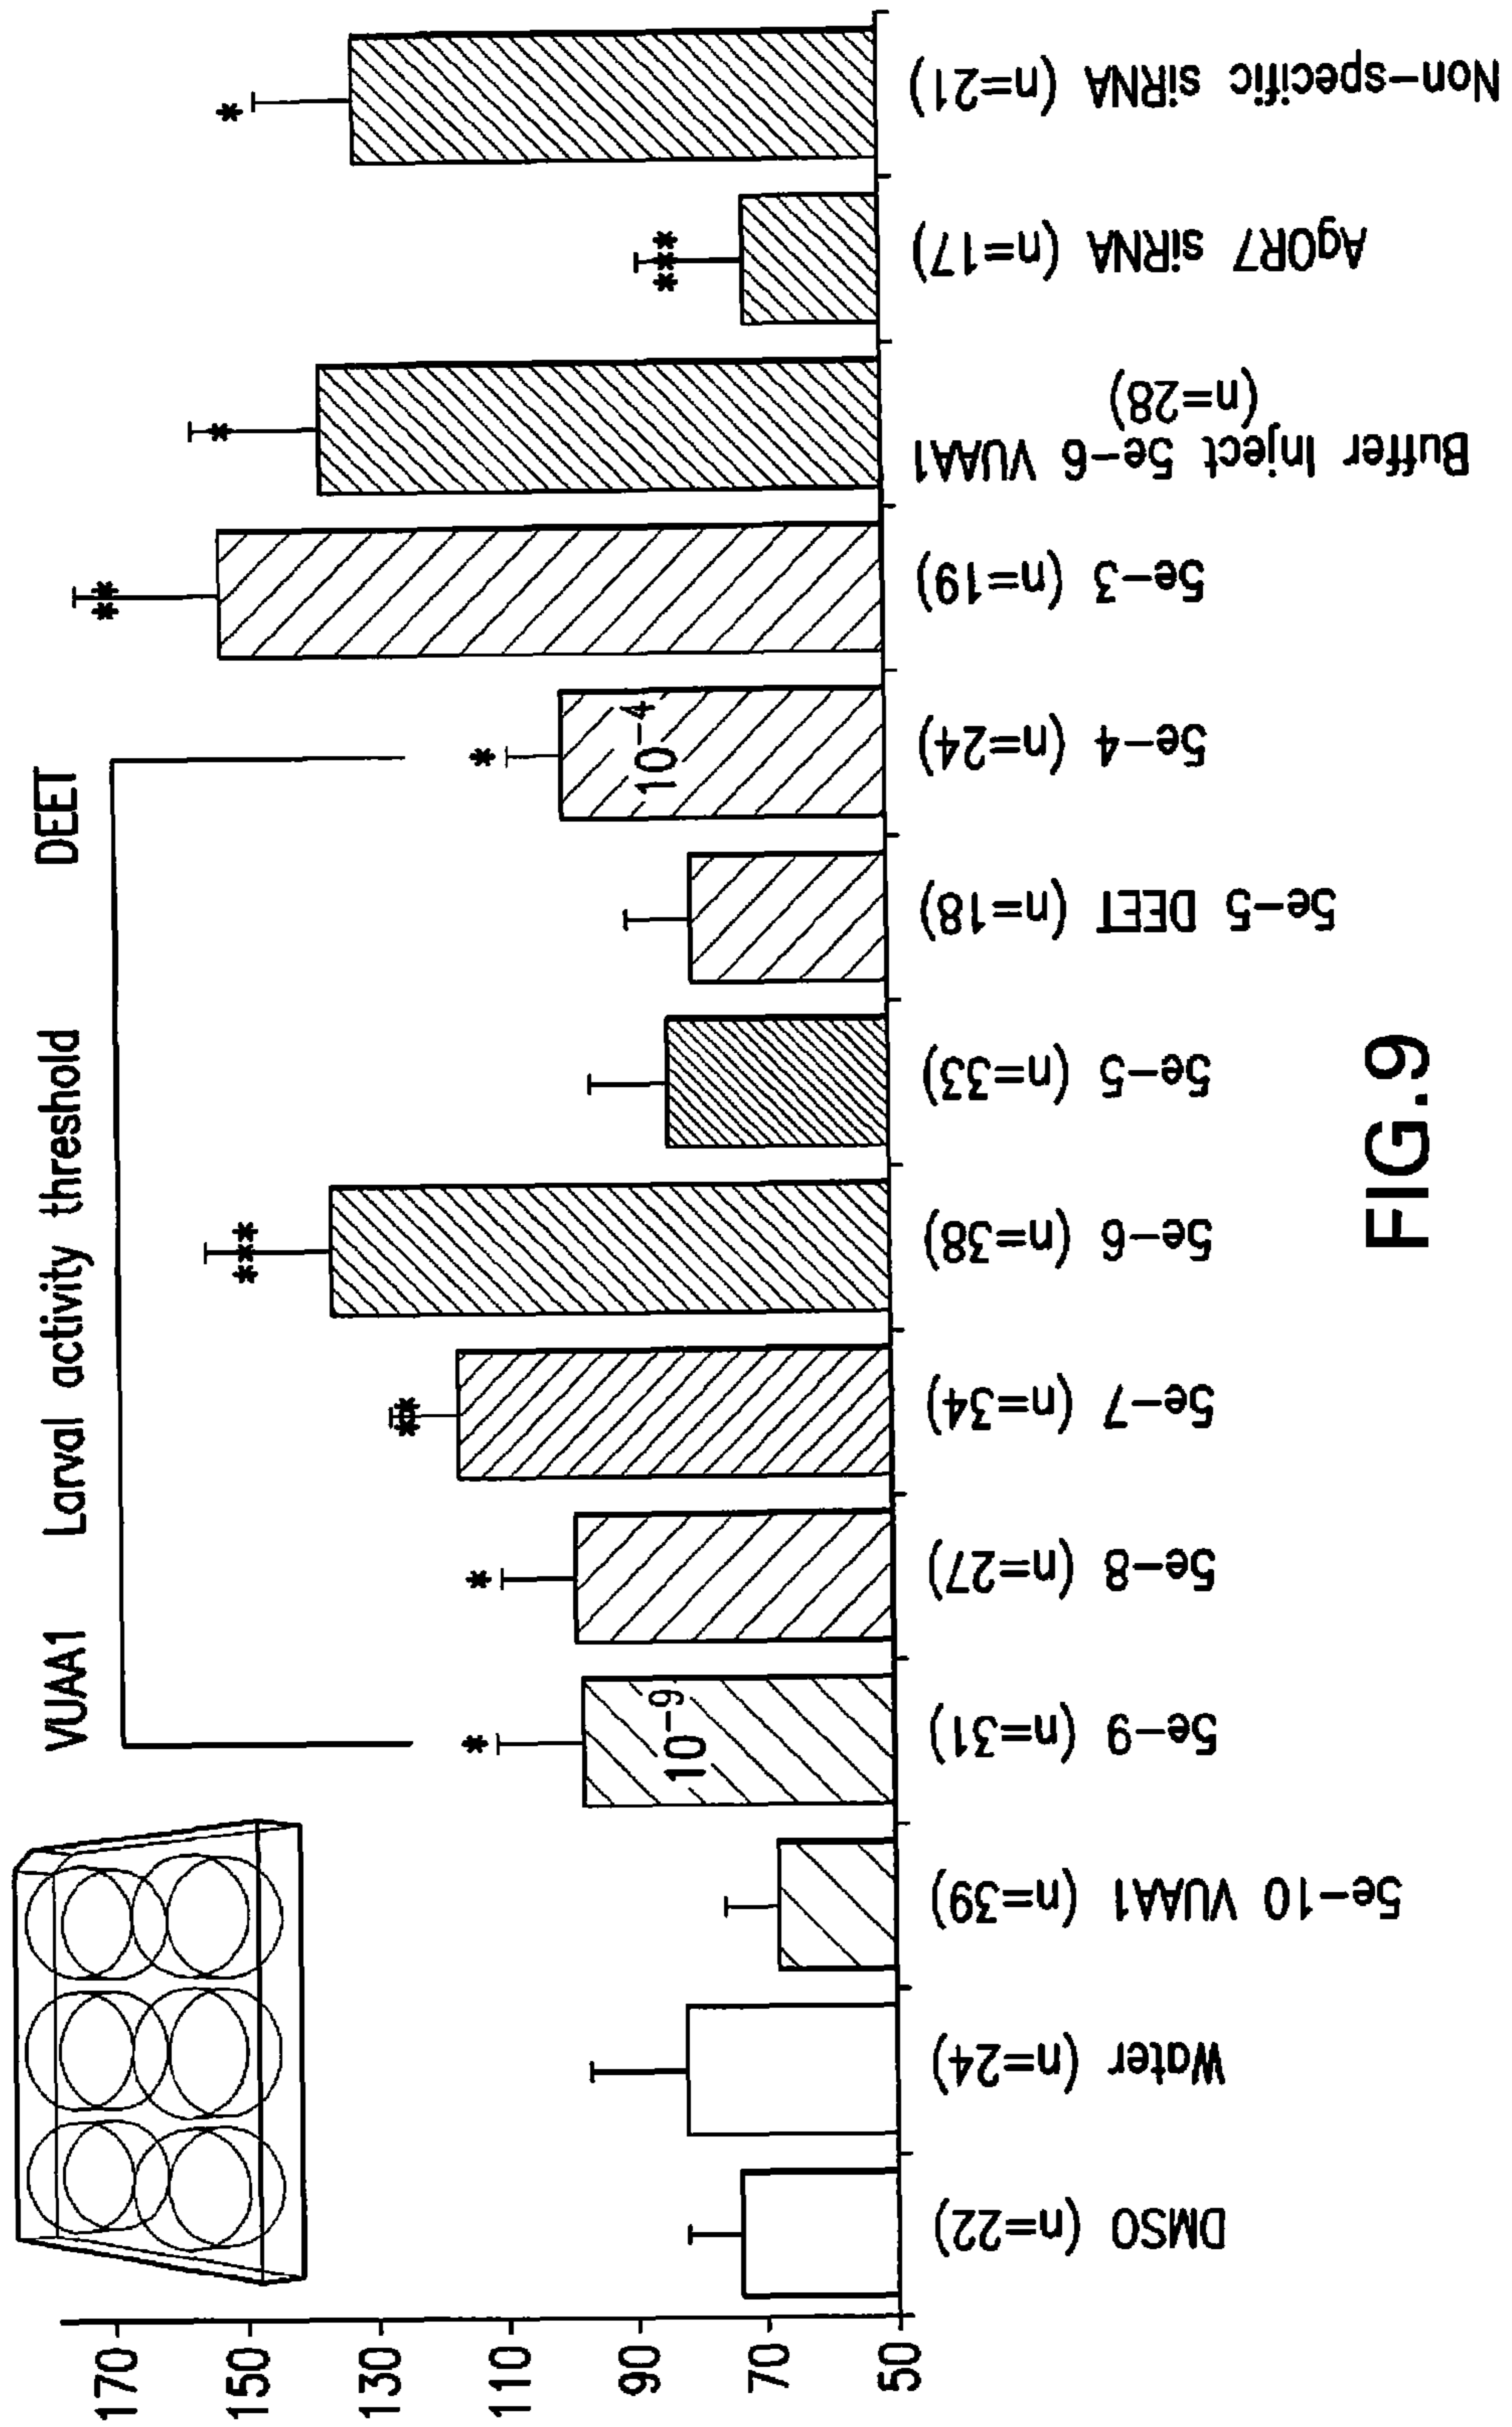 VUAA1 Larval activity threshold DEET
170
150
130
110
90
70
50
*
*
**
***
*
**
*
***
*
10-9
10-4
DMSO (n=22)
Water (n=24)
5e-10 VUAA1 (n=39)
5e-9 (n=31)
5e-8 (n=27)
5e-7 (n=34)
5e-6 (n=38)
5e-5 (n=33)
5e-5 DEET (n=18)
5e-4 (n=24)
5e-3 (n=19)
Buffer Inject 5e-6 VUAA1
(n=28)
AgOR7 siRNA (n=17)
Non-specific siRNA (n=21)
FIG.9